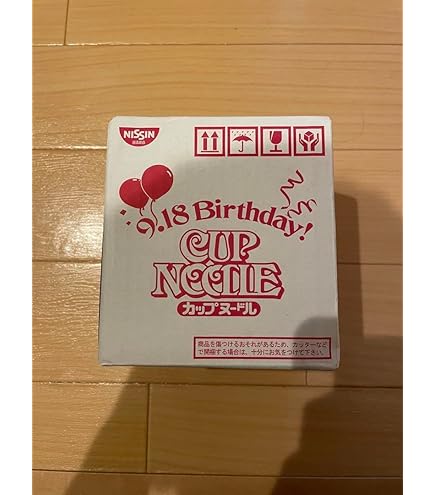 NISSIN
9.18 Birthday!
CUP
NOODLE
カップヌードル
商品を傷つけるおそれがあるため、カッターなど
で開梱する場合は、十分にお気をつけて下さい。